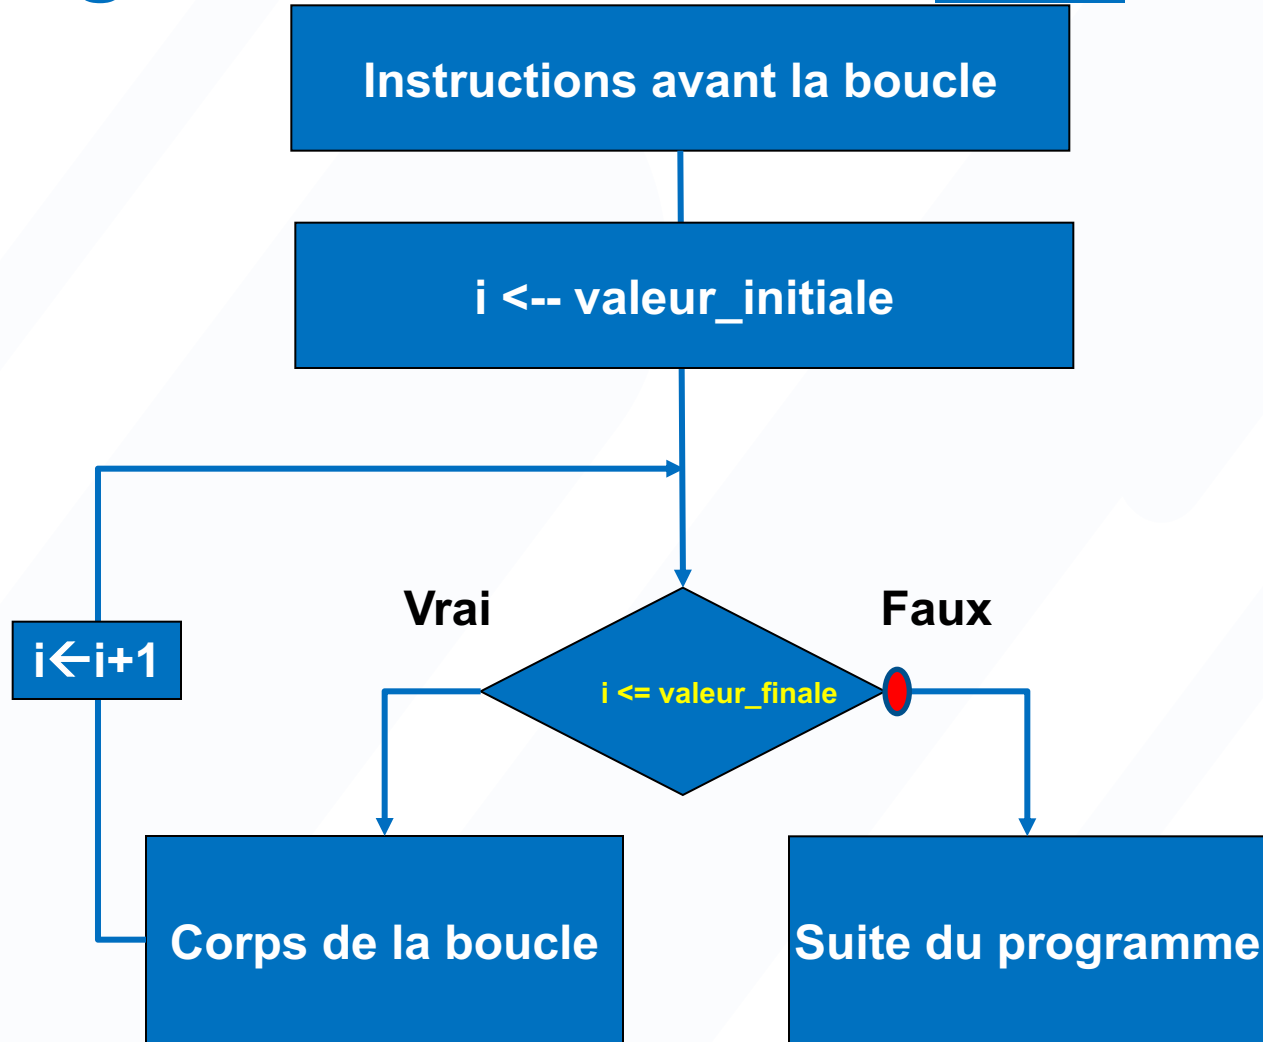 Instructions avant la boucle
i <-- valeur_initiale
Vrai
Faux
i←i+1
i <= valeur_finale
Corps de la boucle
Suite du programme